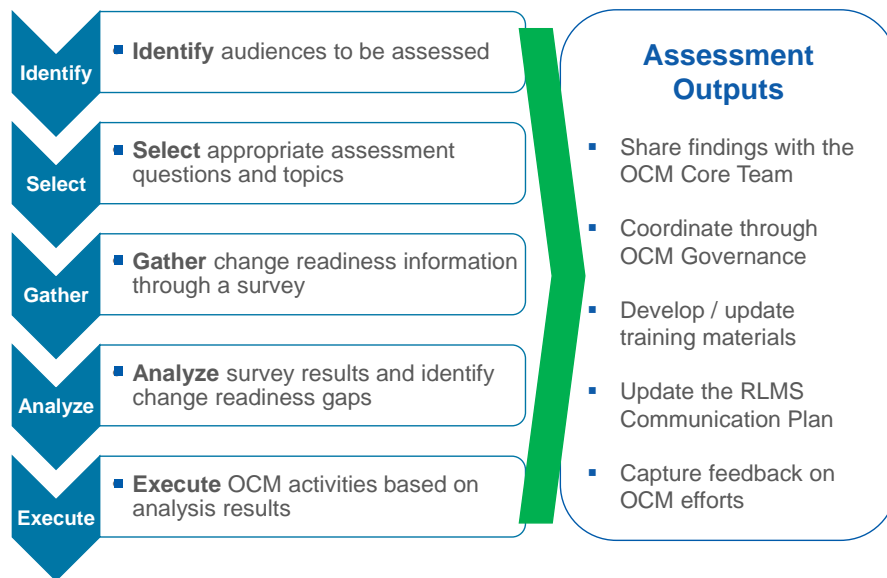 Identify
▪ Identify audiences to be assessed
Select
▪ Select appropriate assessment
questions and topics
Gather
▪ Gather change readiness information
through a survey
Analyze
▪ Analyze survey results and identify
change readiness gaps
Execute
▪ Execute OCM activities based on
analysis results
Assessment
Outputs
▪ Share findings with the
OCM Core Team
▪ Coordinate through
OCM Governance
▪ Develop / update
training materials
▪ Update the RLMS
Communication Plan
▪ Capture feedback on
OCM efforts